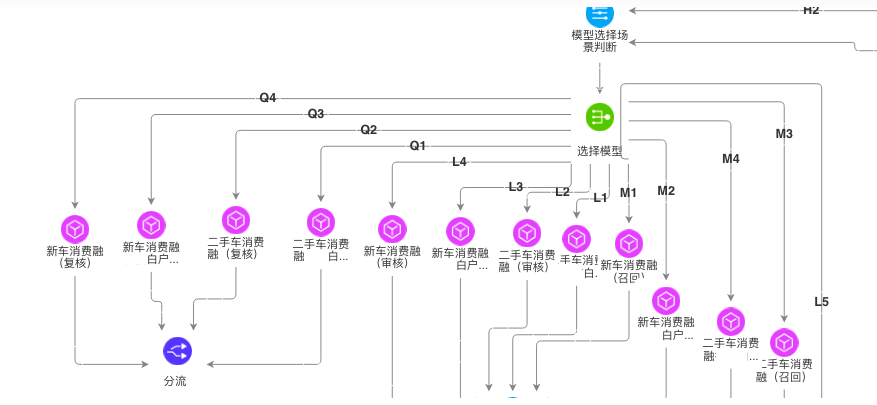 H2
模型选择场
景判断
Q4
Q3
Q2
Q1
L4
L3
L2
L1
M1
M2
M4
M3
L5
选择模型
新车消费融
（复核）
新车消费融
白户...
二手车消费
融（复核）
二手车消费
融 白...
新车消费融
（审核）
新车消费融
白户...
二手车消费
融（审核）
手车消
白.
新车消费融
（召回）
新车消费融
白户...
二手车消费
融 ...
二手车消费
融（召回）
分流